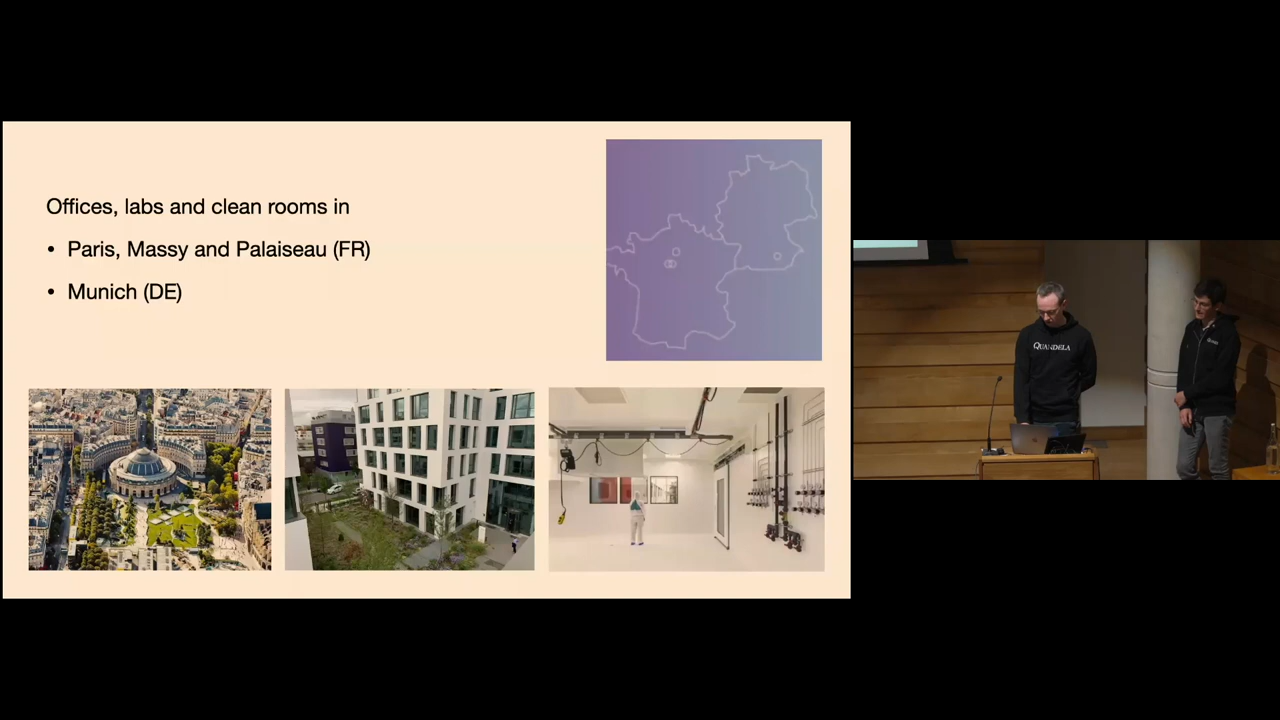 Offices, labs and clean rooms in
• Paris, Massy and Palaiseau (FR)
• Munich (DE)
QUANDELA